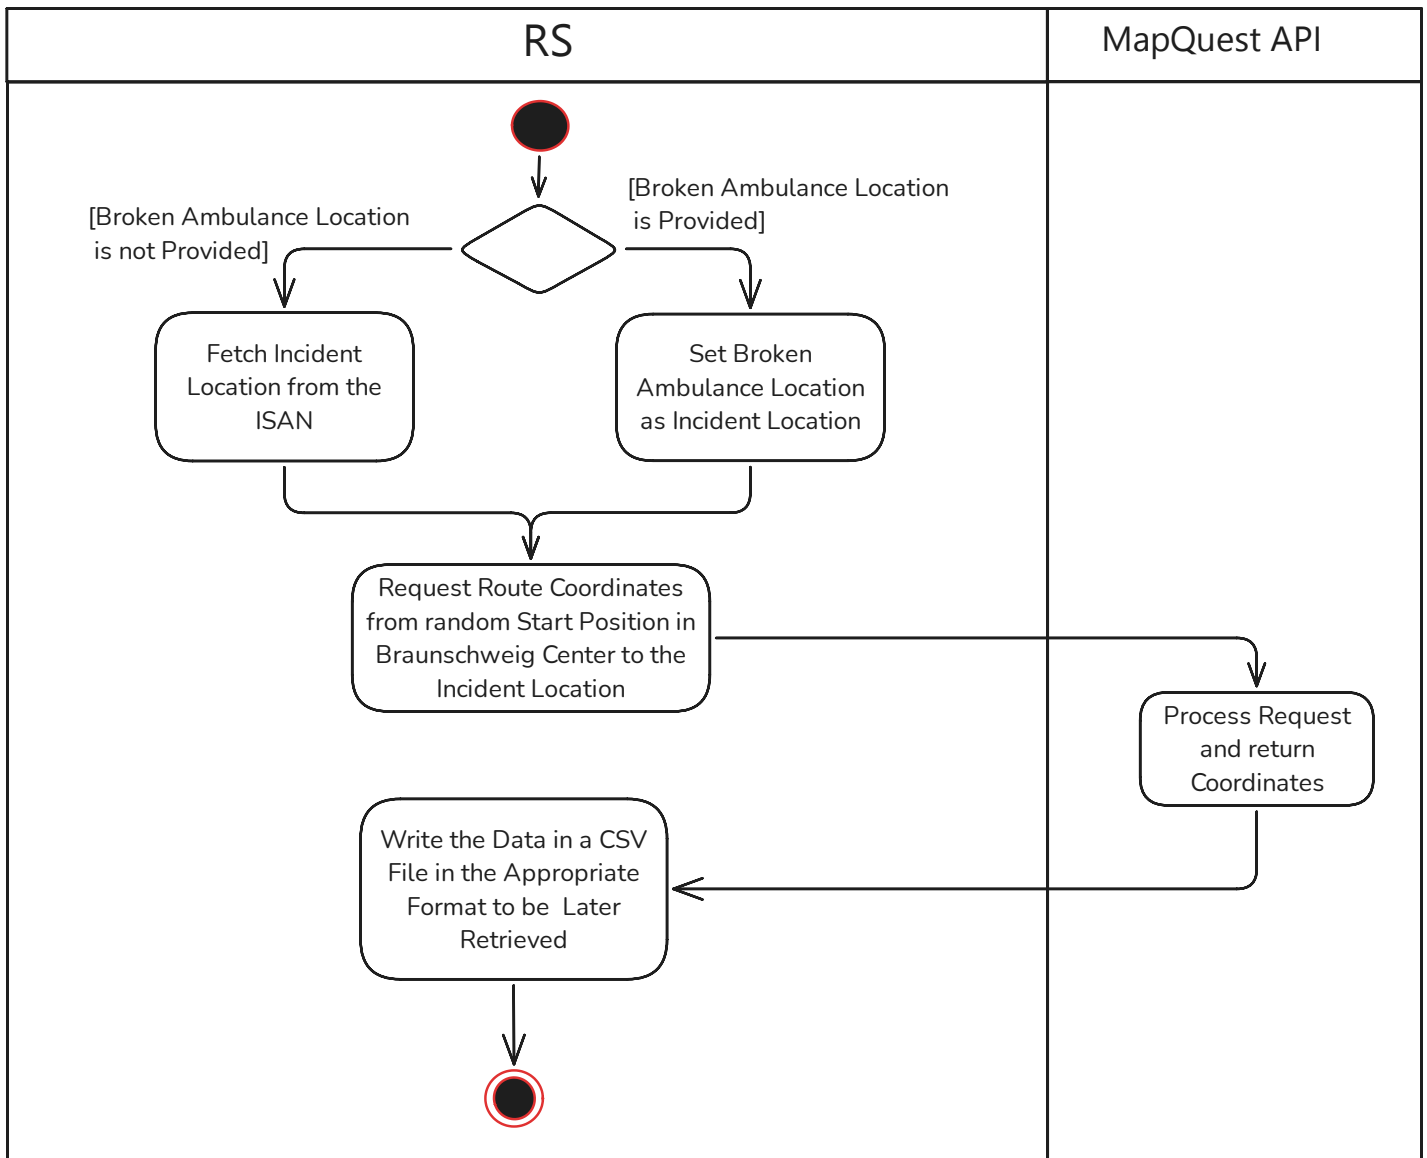 RS
MapQuest API
[Broken Ambulance Location
is Provided]
[Broken Ambulance Location
is not Provided]
Fetch Incident
Location from the
ISAN
Set Broken
Ambulance Location
as Incident Location
Request Route Coordinates
from random Start Position in
Braunschweig Center to the
Incident Location
Process Request
and return
Coordinates
Write the Data in a CSV
File in the Appropriate
Format to be  Later
Retrieved